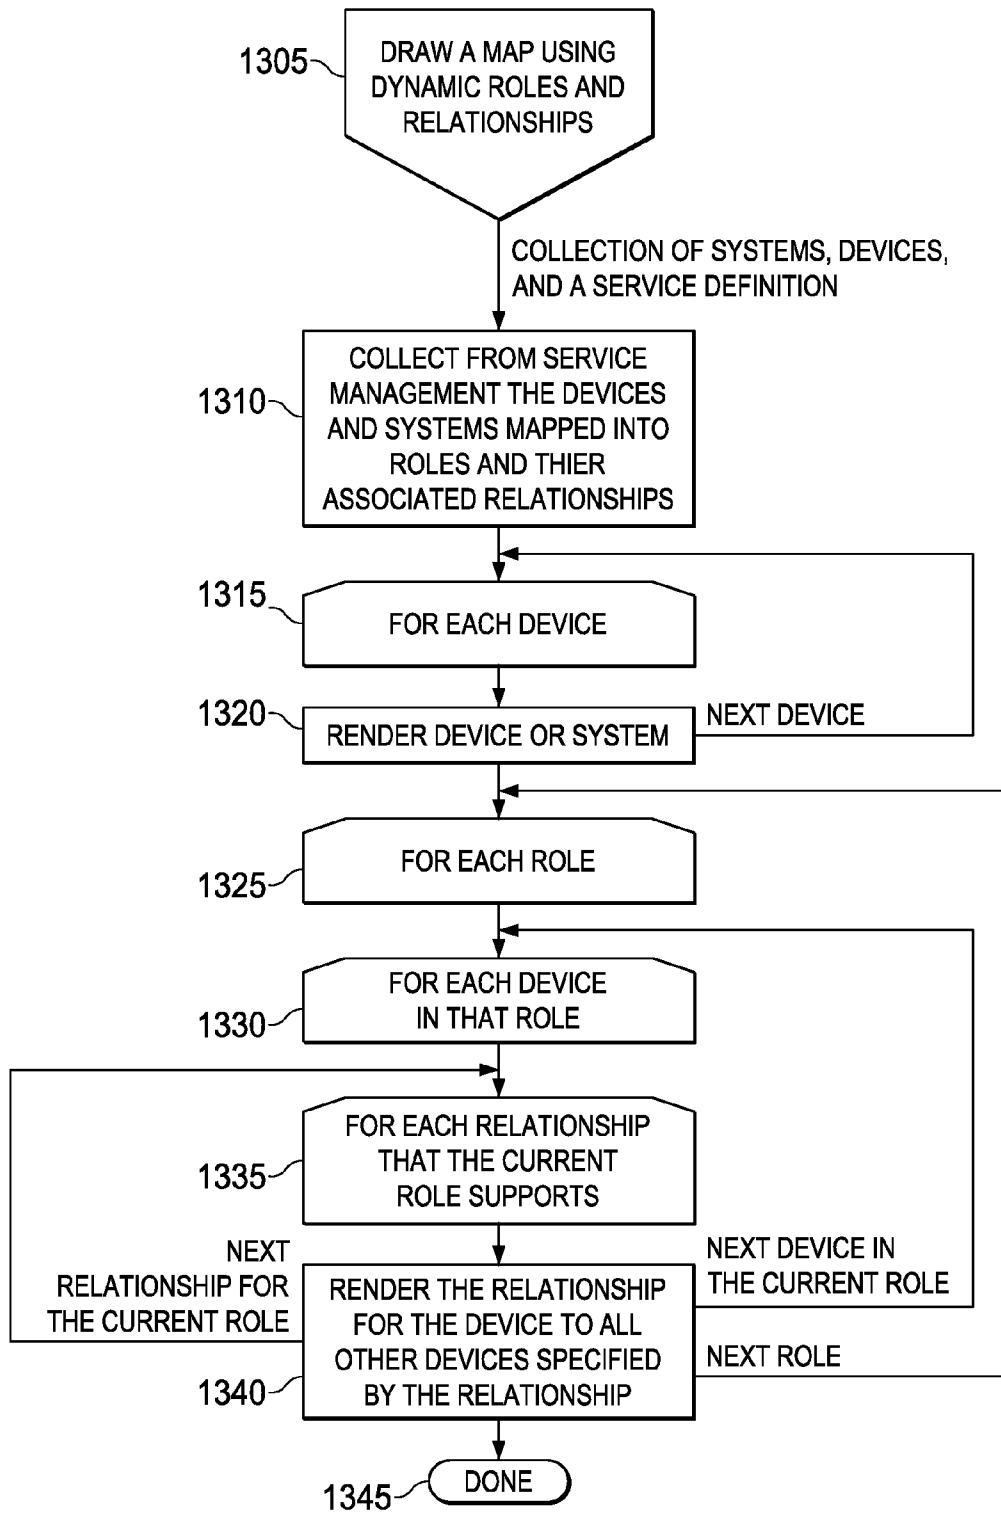 1305
DRAW A MAP USING
DYNAMIC ROLES AND
RELATIONSHIPS
COLLECTION OF SYSTEMS, DEVICES,
AND A SERVICE DEFINITION
1310
COLLECT FROM SERVICE
MANAGEMENT THE DEVICES
AND SYSTEMS MAPPED INTO
ROLES AND THIER
ASSOCIATED RELATIONSHIPS
1315
FOR EACH DEVICE
1320
RENDER DEVICE OR SYSTEM
NEXT DEVICE
1325
FOR EACH ROLE
1330
FOR EACH DEVICE
IN THAT ROLE
1335
FOR EACH RELATIONSHIP
THAT THE CURRENT
ROLE SUPPORTS
NEXT
RELATIONSHIP FOR
THE CURRENT ROLE
1340
RENDER THE RELATIONSHIP
FOR THE DEVICE TO ALL
OTHER DEVICES SPECIFIED
BY THE RELATIONSHIP
NEXT DEVICE IN
THE CURRENT ROLE
NEXT ROLE
1345
DONE